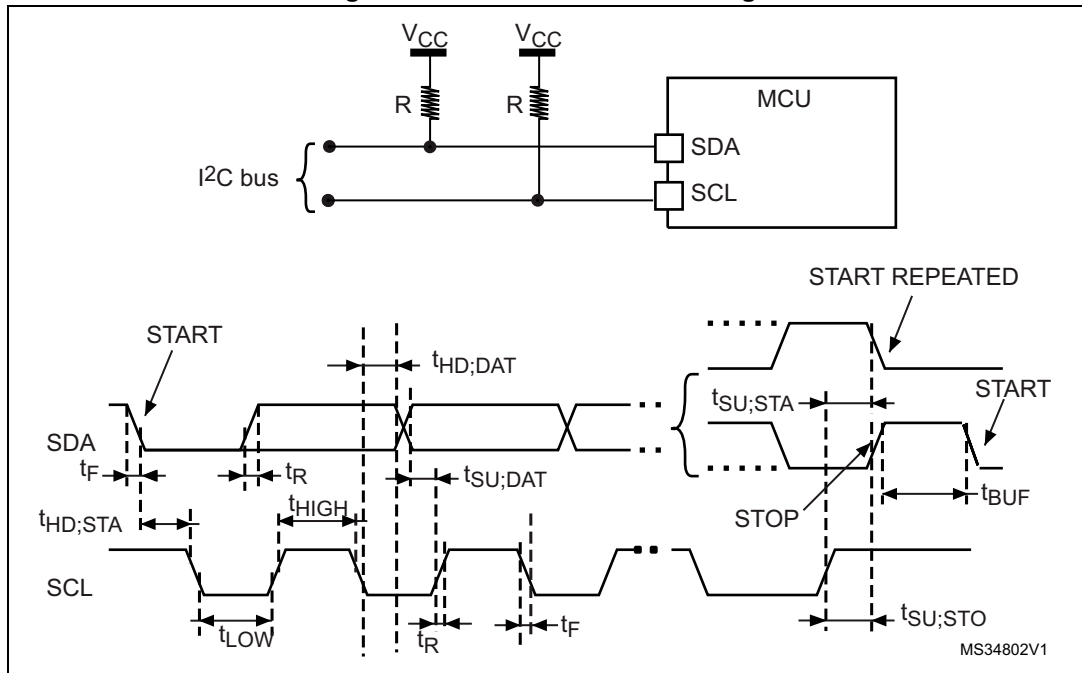 VCC VCC
R R
MCU
SDA
SCL
I2C bus
START REPEATED
START
tHD;DAT
START
tSU;STA
SDA
tF
tR
tSU;DAT
tBUF
tHD;STA
tHIGH
STOP
SCL
tLOW
tR
tF
tSU;STO
MS34802V1